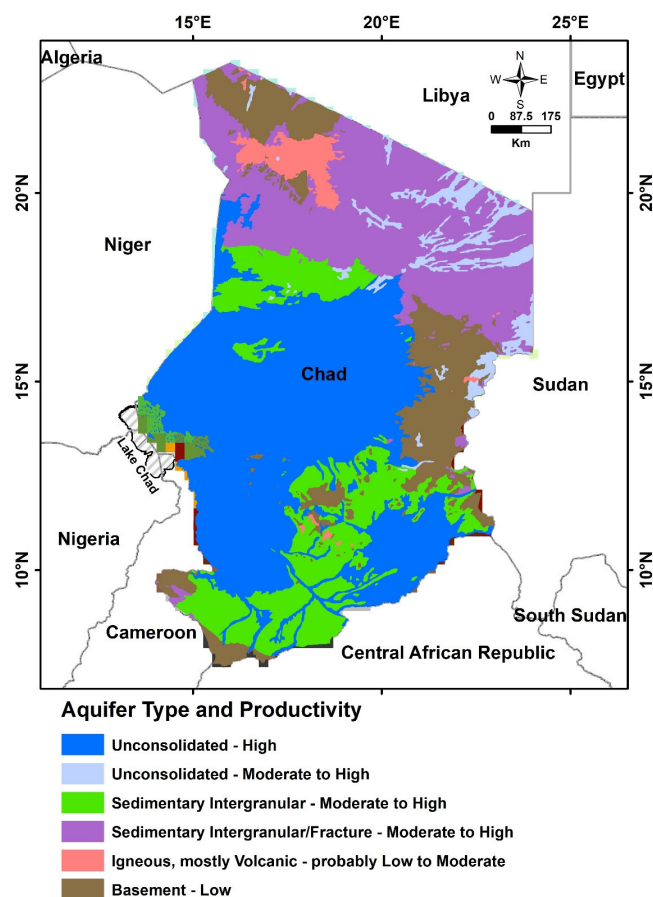 15°E 20°E 25°E
Algeria
Libya
Egypt
N
W E
S
0 87.5 175
Km
20°N 20°N
Niger
Chad
15°N 15°N
Sudan
Lake Chad
Nigeria
10°N 10°N
South Sudan
Cameroon
Central African Republic
Aquifer Type and Productivity
Unconsolidated - High
Unconsolidated - Moderate to High
Sedimentary Intergranular - Moderate to High
Sedimentary Intergranular/Fracture - Moderate to High
Igneous, mostly Volcanic - probably Low to Moderate
Basement - Low